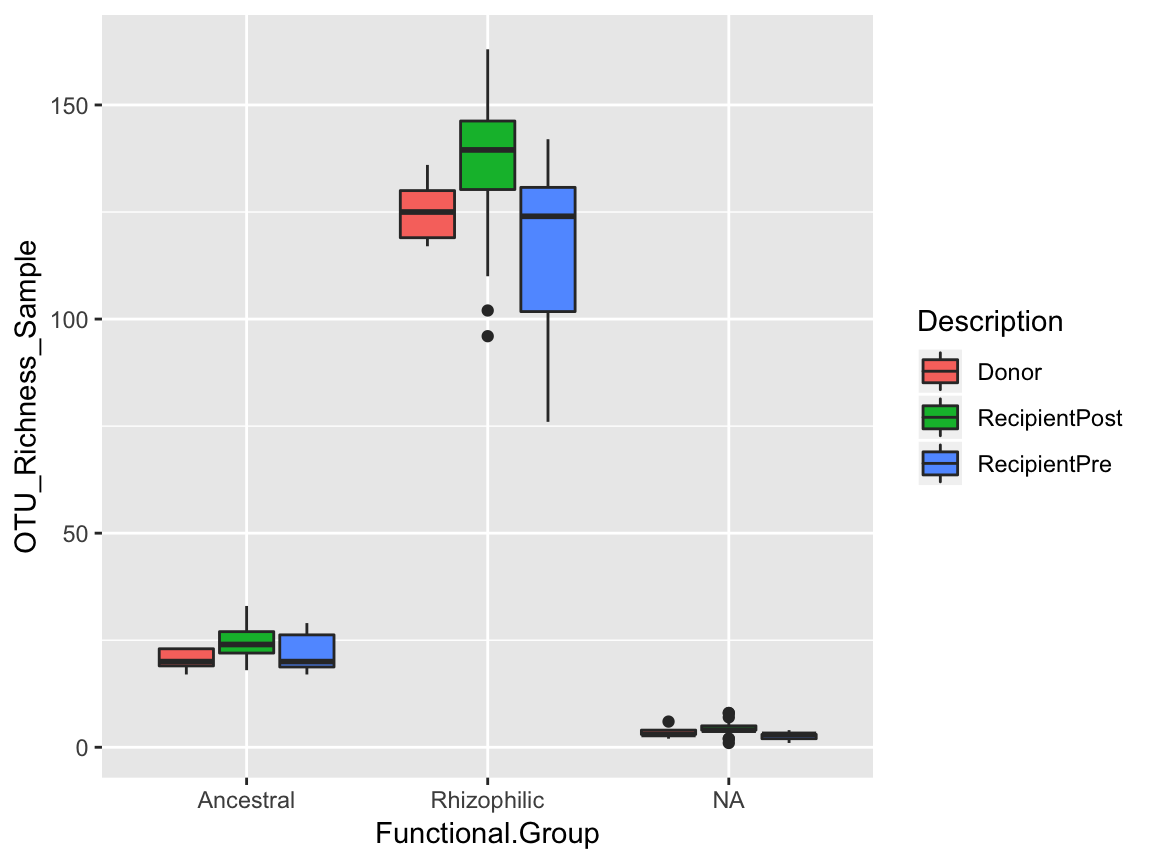 OTU_Richness_Sample
150
100
50
0
Ancestral
Rhizophilic
NA
Functional.Group
Description
Donor
RecipientPost
RecipientPre